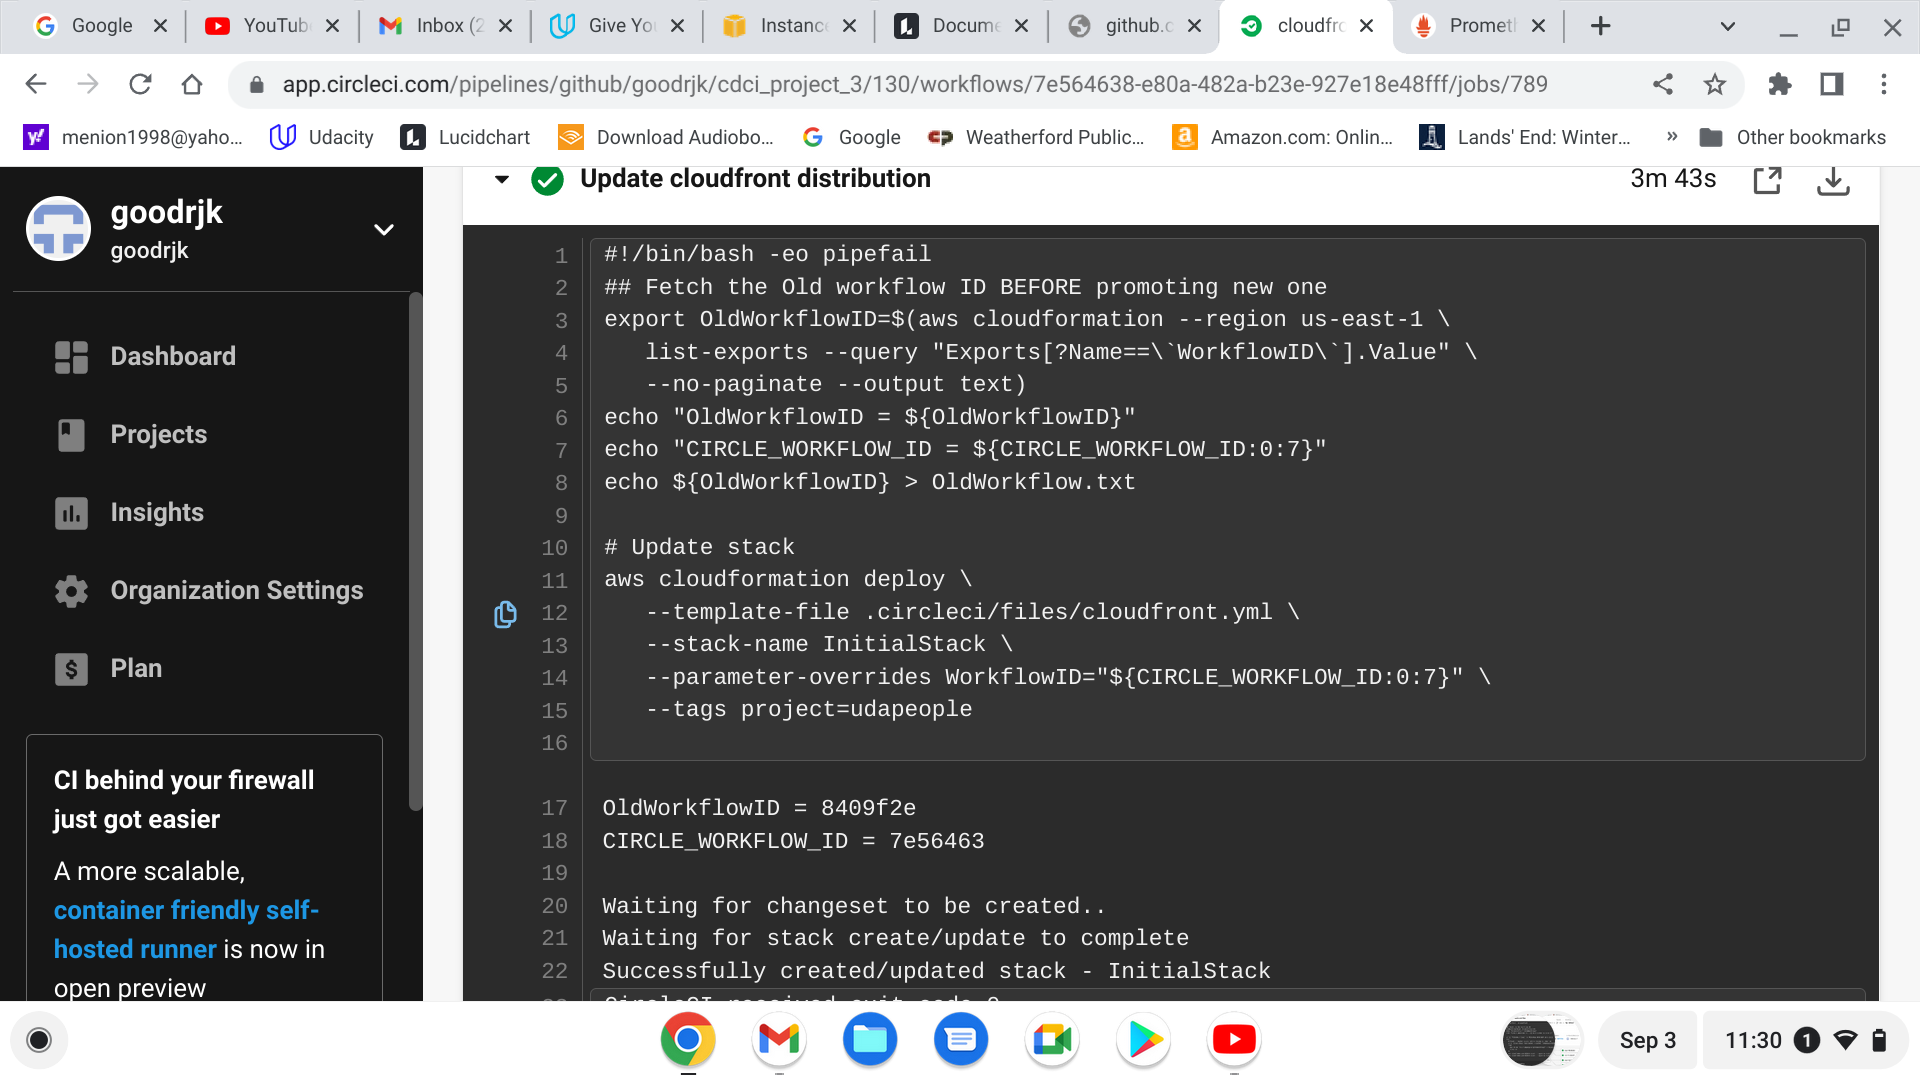 Google
YouTub
Inbox (2
Give Yo
Instanc
Docume
github.c
cloudfro
Prometh
app.circleci.com/pipelines/github/goodrjk/cdci_project_3/130/workflows/7e564638-e80a-482a-b23e-927e18e48fff/jobs/789
menion1998@yaho...
Udacity
Lucidchart
Download Audiobo...
Google
Weatherford Public...
Amazon.com: Onlin...
Lands' End: Winter...
»
Other bookmarks
goodrjk
goodrjk
Dashboard
Projects
Insights
Organization Settings
Plan
CI behind your firewall
just got easier
A more scalable,
container friendly self-
hosted runner is now in
open preview
Update cloudfront distribution
3m 43s
1 #!/bin/bash -eo pipefail
2 ## Fetch the Old workflow ID BEFORE promoting new one
3 export OldWorkflowID=$(aws cloudformation --region us-east-1 \
4    list-exports --query "Exports[?Name==\`WorkflowID\`].Value" \
5    --no-paginate --output text)
6 echo "OldWorkflowID = ${OldWorkflowID}"
7 echo "CIRCLE_WORKFLOW_ID = ${CIRCLE_WORKFLOW_ID:0:7}"
8 echo ${OldWorkflowID} > OldWorkflow.txt
9
10 # Update stack
11 aws cloudformation deploy \
12    --template-file .circleci/files/cloudfront.yml \
13    --stack-name InitialStack \
14    --parameter-overrides WorkflowID="${CIRCLE_WORKFLOW_ID:0:7}" \
15    --tags project=udapeople
16
17 OldWorkflowID = 8409f2e
18 CIRCLE_WORKFLOW_ID = 7e56463
19
20 Waiting for changeset to be created..
21 Waiting for stack create/update to complete
22 Successfully created/updated stack - InitialStack
CircleCI received exit code 0
Sep 3
11:30
1